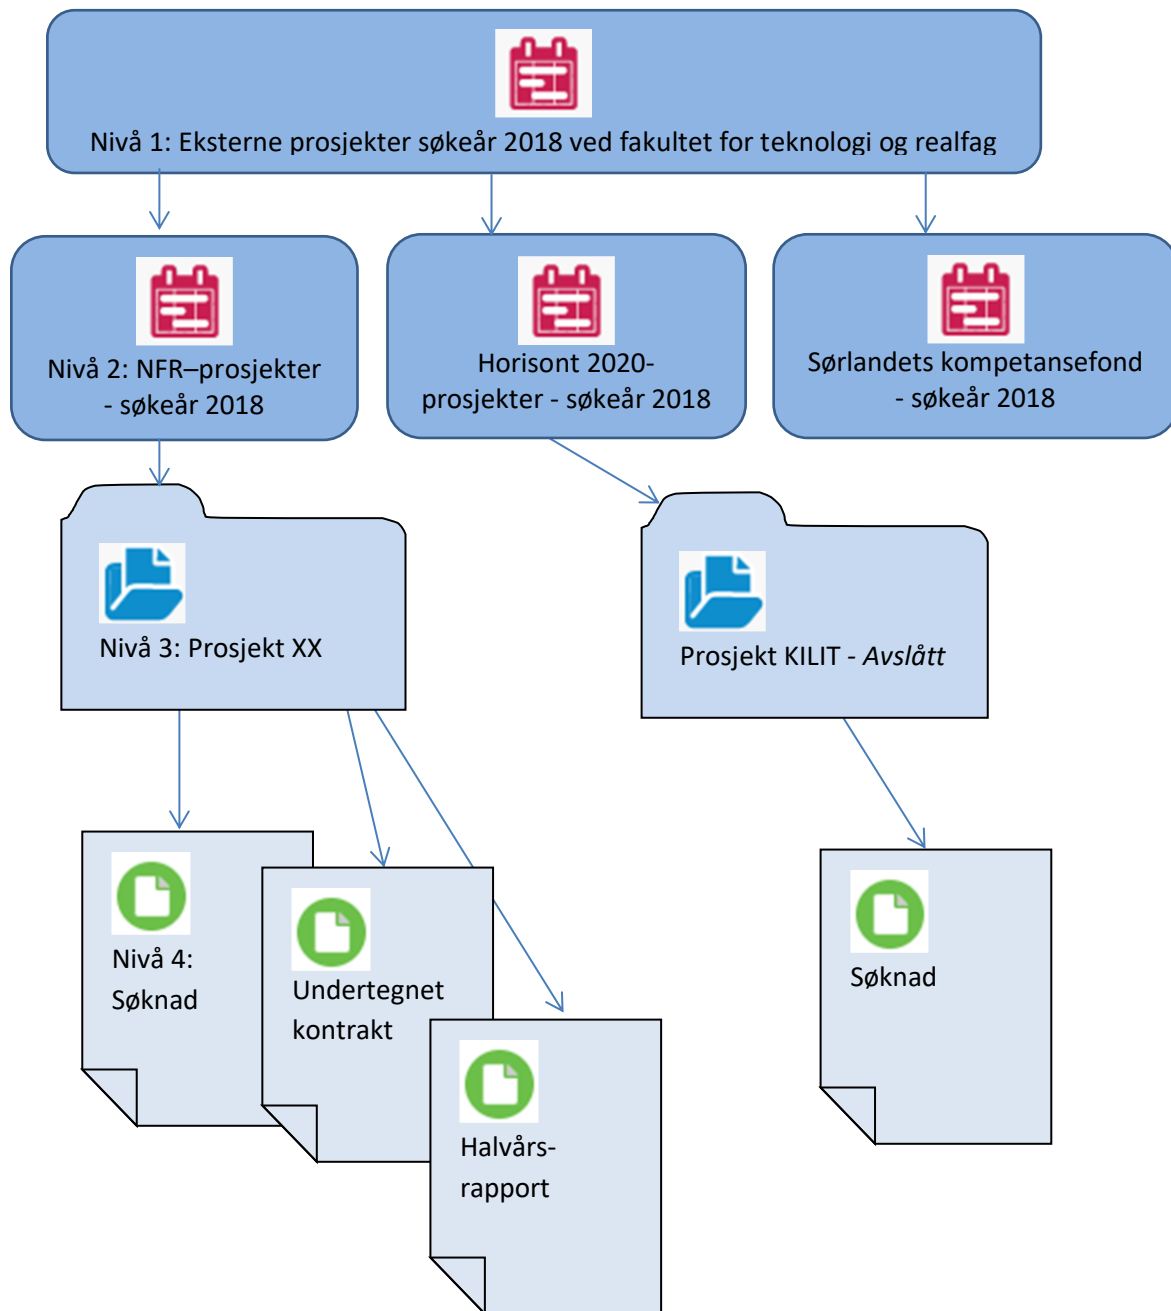 Nivå 1: Eksterne prosjekter søkeår 2018 ved fakultet for teknologi og realfag
Nivå 2: NFR–prosjekter
- søkeår 2018
Horisont 2020-
prosjekter - søkeår 2018
Sørlandets kompetansefond
- søkeår 2018
Nivå 3: Prosjekt XX
Prosjekt KILIT - Avslått
Nivå 4:
Søknad
Undertegnet
kontrakt
Halvårs-
rapport
Søknad